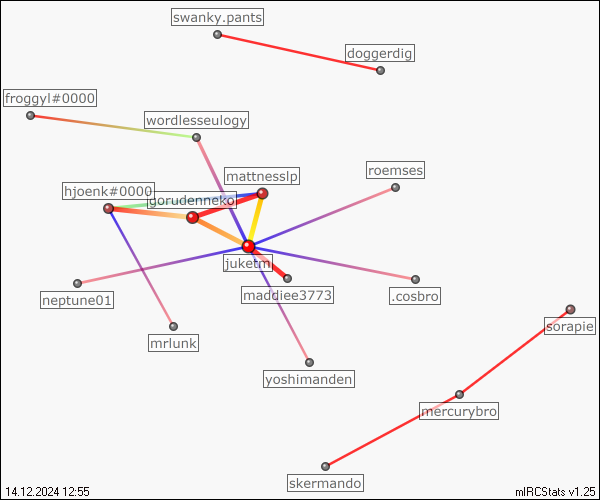 swanky.pants
doggerdig
froggyl#0000
wordlesseulogy
mattnesslp
roemses
hjoenk#0000
gorudenneko
juketm
maddiee3773
.cosbro
neptune01
sorapie
mrlunk
yoshimanden
mercurybro
skermando
14.12.2024 12:55
mIRCStats v1.25